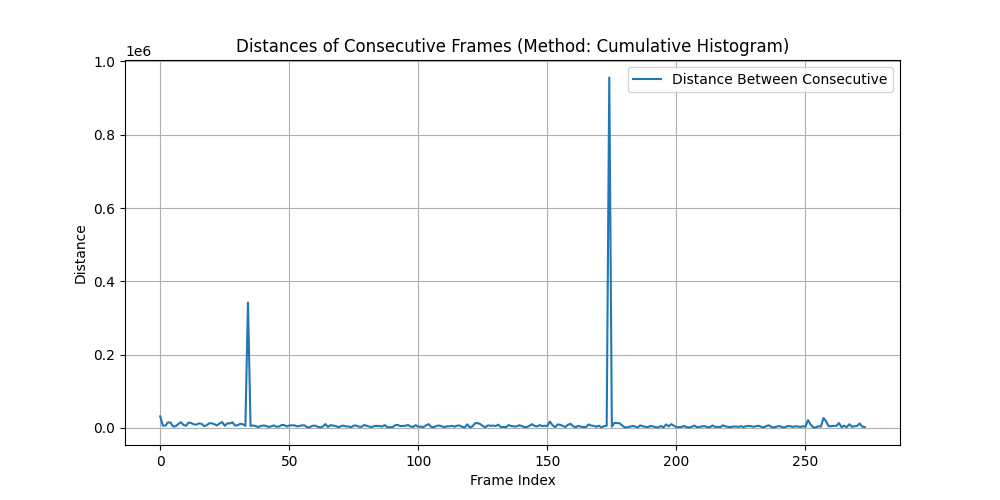 Distances of Consecutive Frames (Method: Cumulative Histogram)
1e6
Distance Between Consecutive
1.0
0.8
0.6
0.4
0.2
0.0
Distance
0 50 100 150 200 250
Frame Index